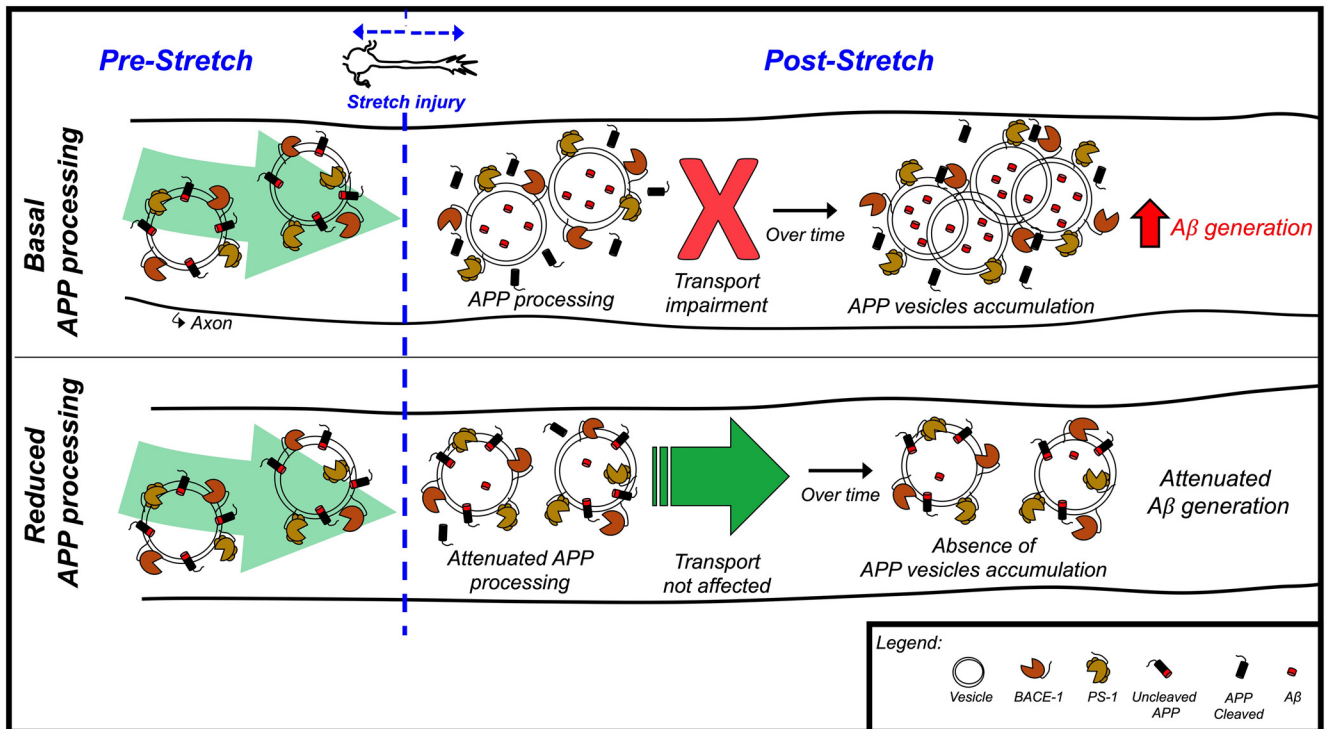 Pre-Stretch
Stretch injury
Post-Stretch
Basal
APP processing
Axon
APP processing
Transport
impairment
Over time
APP vesicles accumulation
Aβ generation
Reduced
APP processing
Attenuated APP
processing
Transport
not affected
Over time
Absence of
APP vesicles accumulation
Attenuated
Aβ generation
Legend:
Vesicle
BACE-1
PS-1
Uncleaved
APP
APP
Cleaved
Aβ